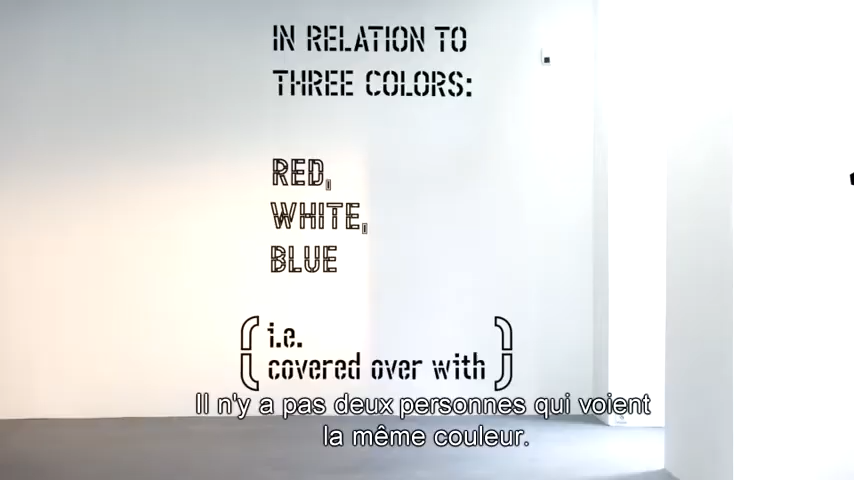 IN RELATION TO
THREE COLORS:
RED,
WHITE,
BLUE
i.e.
covered over with
Il n'y a pas deux personnes qui voient
la même couleur.